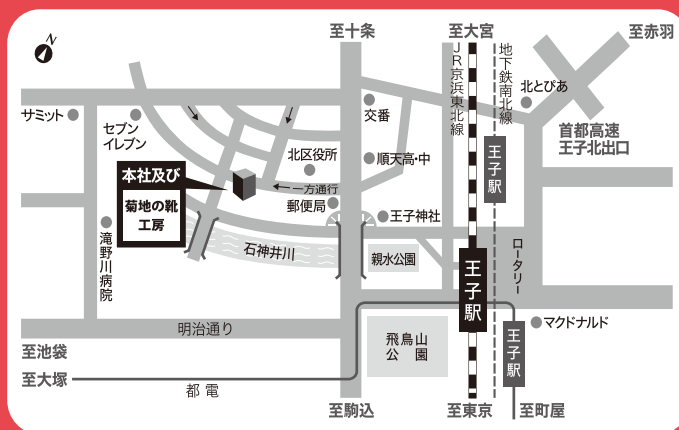 N
至十条
至大宮
至赤羽
JR京浜東北線
地下鉄南北線
北とぴあ
サミット
セブン
イレブン
交番
首都高速
王子北出口
北区役所
順天高・中
王子駅
本社及び
菊地の靴
工房
←一方通行
郵便局
王子神社
滝野川病院
石神井川
親水公園
王子駅
ロータリー
明治通り
飛鳥山
公園
マクドナルド
王子駅
至池袋
至大塚
都電
至駒込
至東京
至町屋